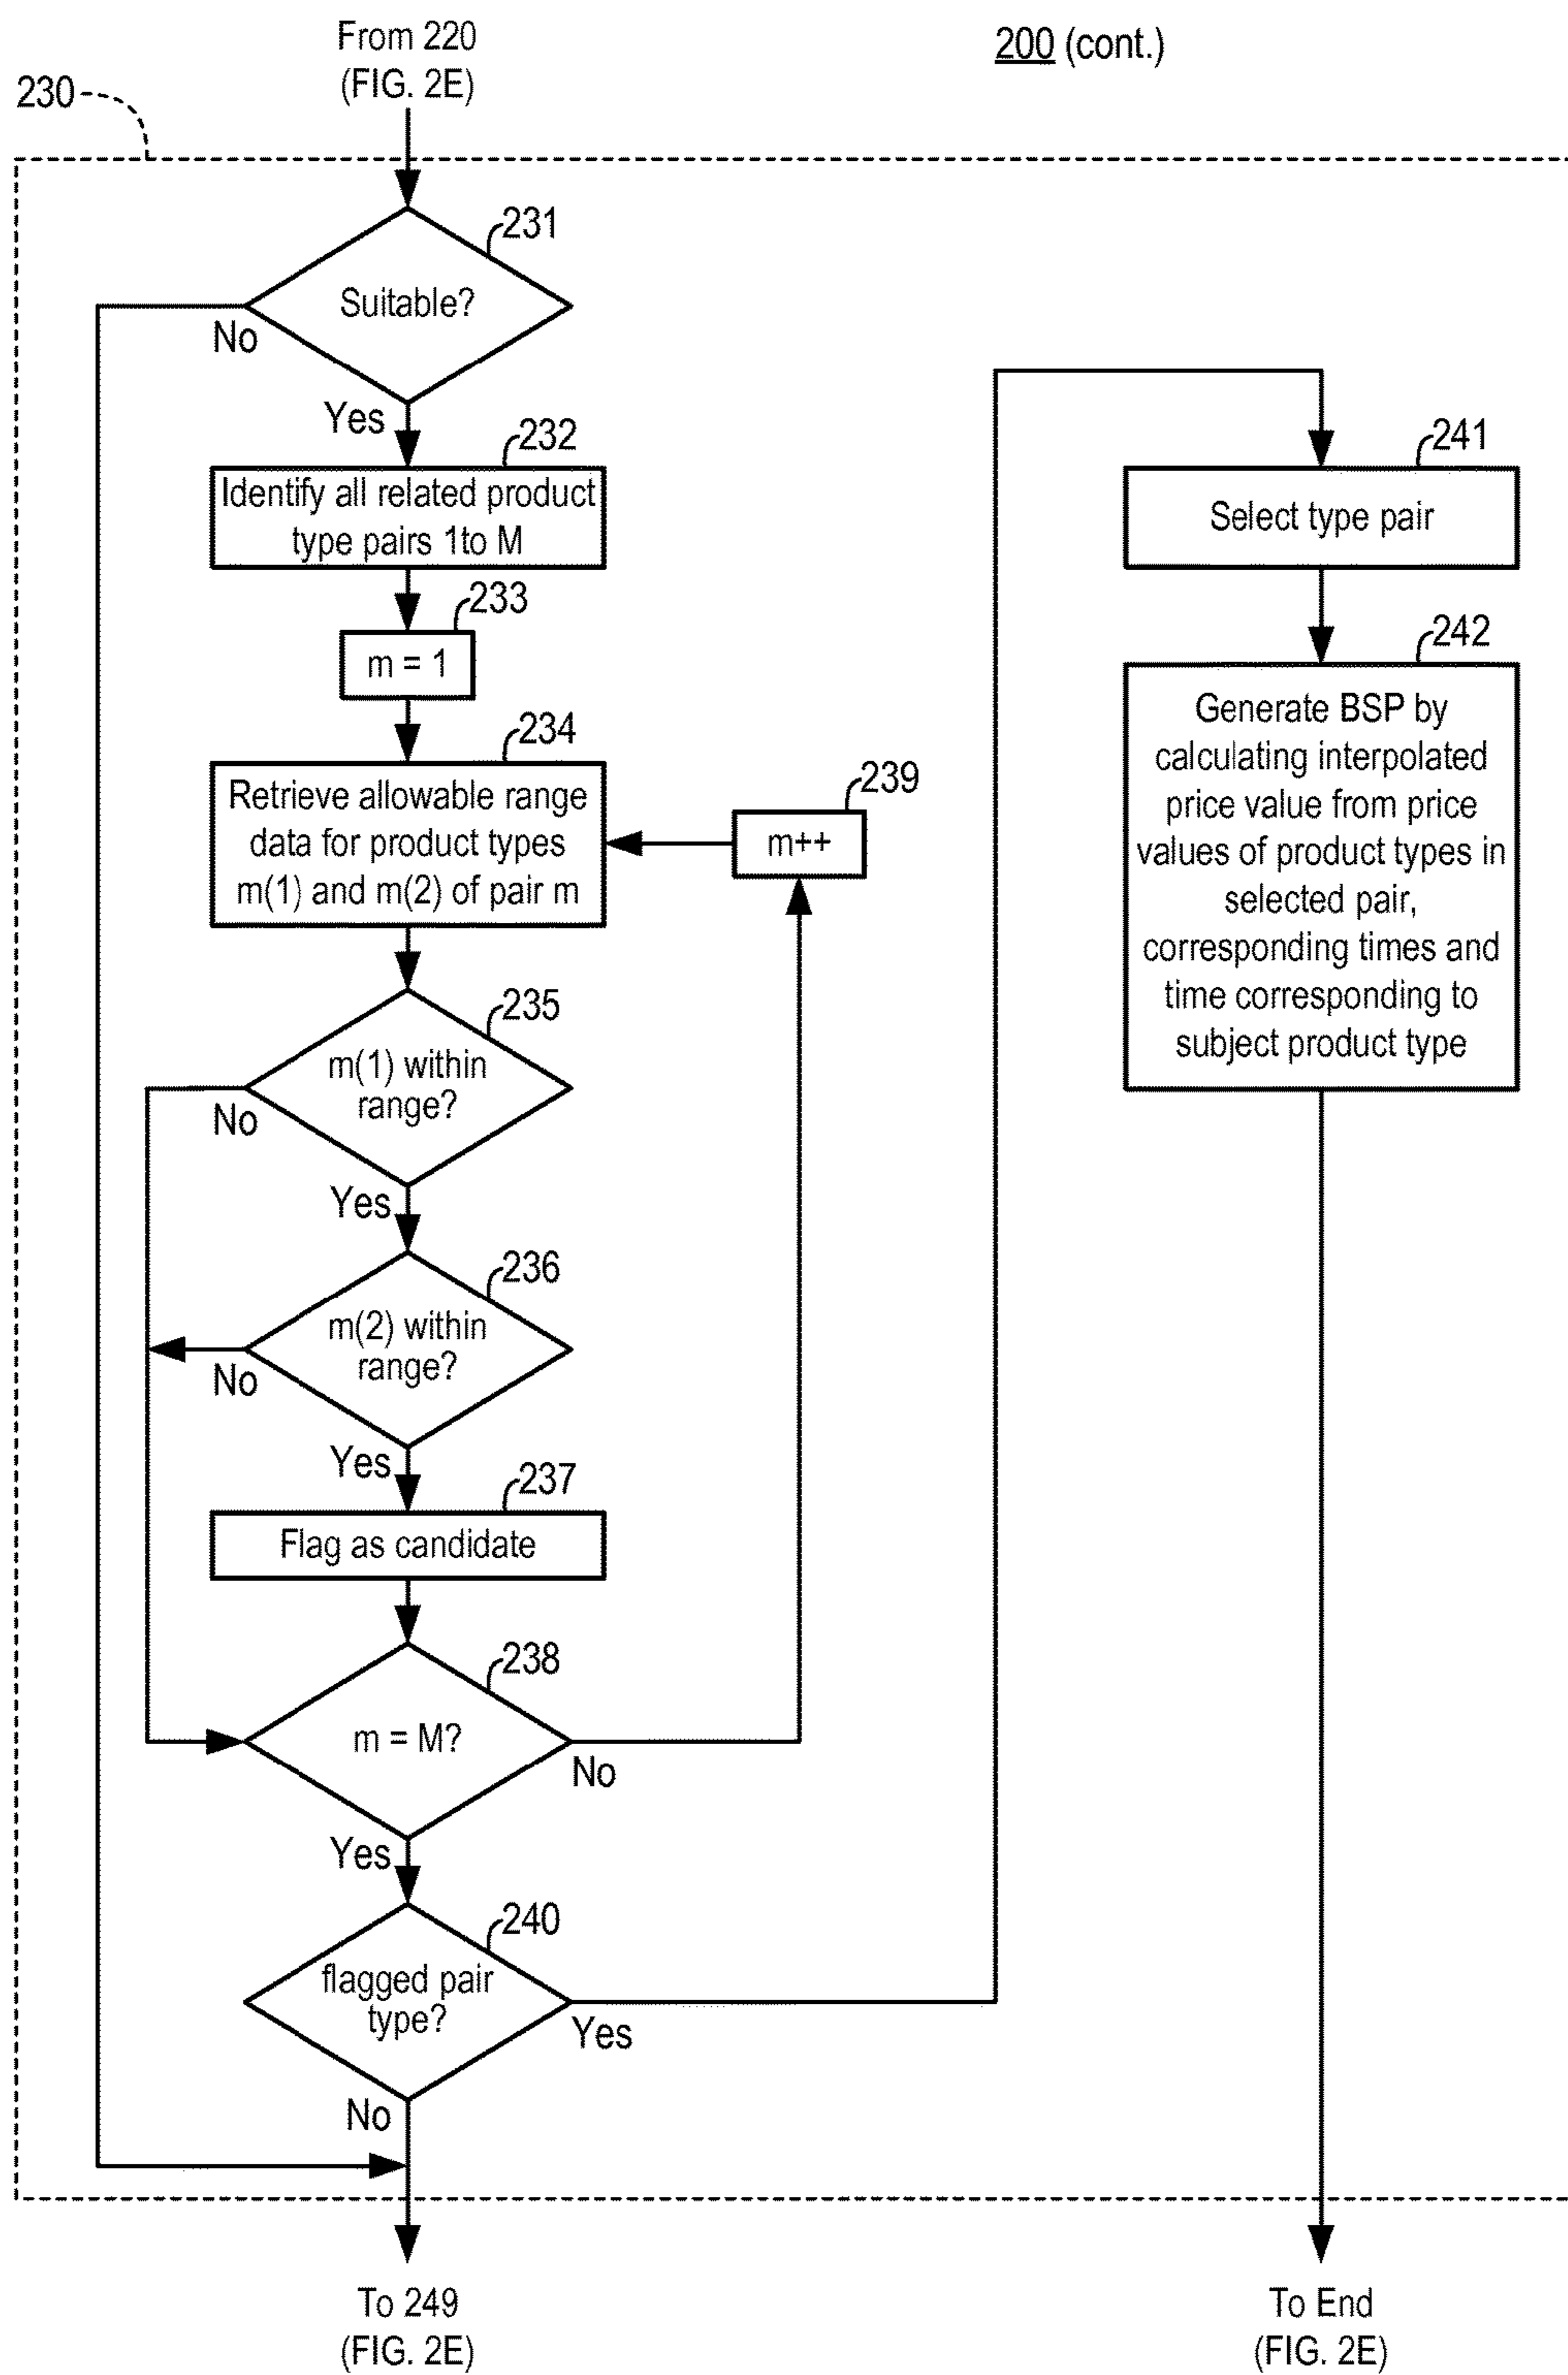 From 220
(FIG. 2E)
200 (cont.)
230
231
Suitable?
No
Yes
232
Identify all related product
type pairs 1to M
233
m = 1
234
Retrieve allowable range
data for product types
m(1) and m(2) of pair m
239
m++
235
m(1) within
range?
No
Yes
236
m(2) within
range?
No
Yes
237
Flag as candidate
238
m = M?
No
Yes
240
flagged pair
type?
Yes
No
241
Select type pair
242
Generate BSP by
calculating interpolated
price value from price
values of product types in
selected pair,
corresponding times and
time corresponding to
subject product type
To 249
(FIG. 2E)
To End
(FIG. 2E)